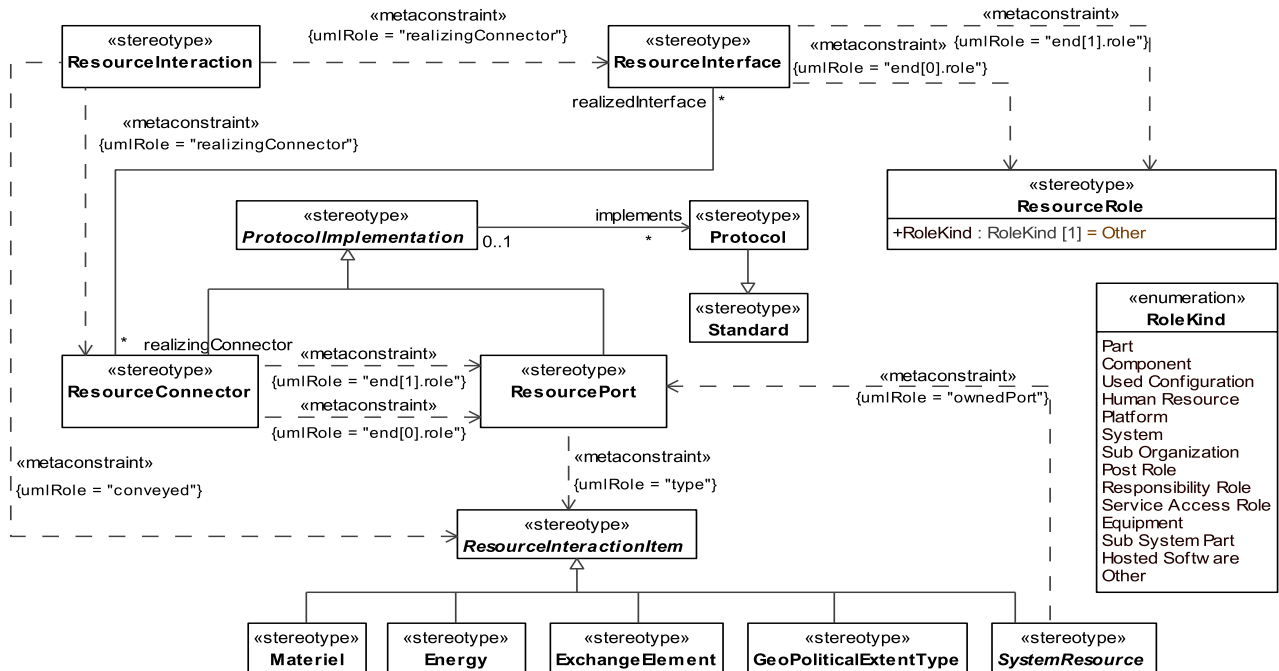 «metaconstraint»
«metaconstraint»
«stereotype»
ResourceInteraction
{umlRole = "realizingConnector"}
«stereotype»
ResourceInterface
«metaconstraint»
{umlRole = "end[1].role"}
{umlRole = "end[0].role"}
realizedInterface
*
«metaconstraint»
{umlRole = "realizingConnector"}
«stereotype»
ResourceRole
+RoleKind : RoleKind [1] = Other
«stereotype»
ProtocolImplementation
0..1
implements
*
«stereotype»
Protocol
«stereotype»
Standard
«enumeration»
RoleKind
Part
Component
Used Configuration
Human Resource
Platform
System
Sub Organization
Post Role
Responsibility Role
Service Access Role
Equipment
Sub System Part
Hosted Software
Other
*
realizingConnector
«stereotype»
ResourceConnector
«metaconstraint»
{umlRole = "end[1].role"}
«metaconstraint»
{umlRole = "end[0].role"}
«stereotype»
ResourcePort
«metaconstraint»
{umlRole = "ownedPort"}
«metaconstraint»
{umlRole = "conveyed"}
«metaconstraint»
{umlRole = "type"}
«stereotype»
ResourceInteractionItem
«stereotype»
Materiel
«stereotype»
Energy
«stereotype»
ExchangeElement
«stereotype»
GeoPoliticalExtentType
«stereotype»
SystemResource